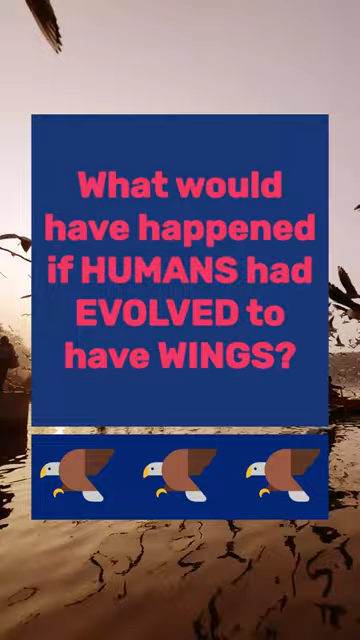 What would
have happened
if HUMANS had
EVOLVED to
have WINGS?